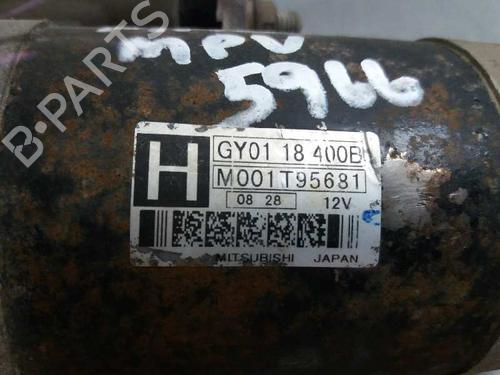 MPV
5966
H
GY01 18 400B
M001T95681
08 28 12V
MITSUBISHI JAPAN
B-PARTS